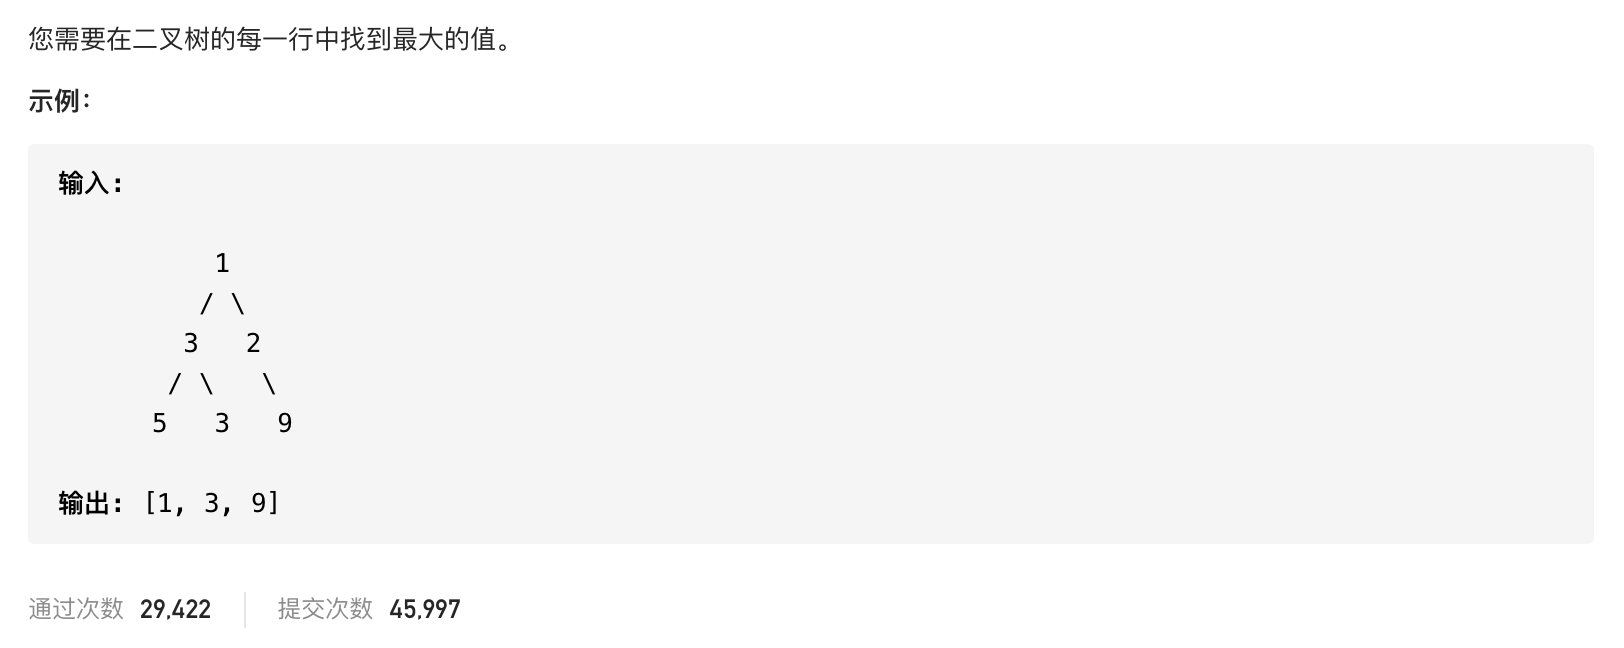 您需要在二叉树的每一行中找到最大的值。
示例：
输入：
1
/ \
3 2
/ \ \
5 3 9
输出: [1, 3, 9]
通过次数 29,422 提交次数 45,997